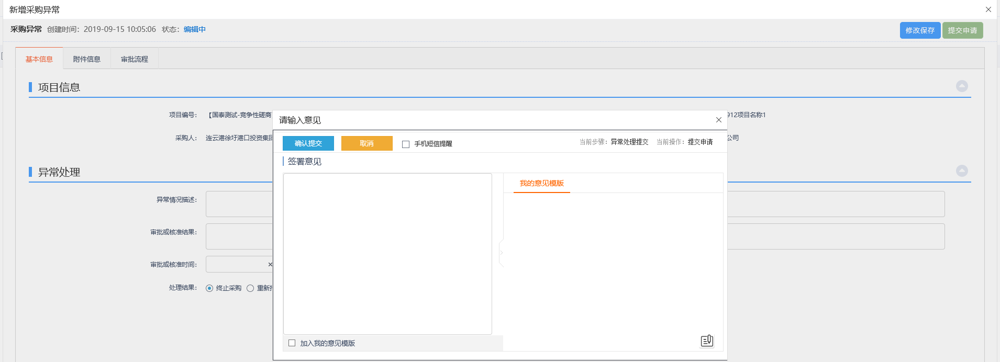 新增采购异常
采购异常 创建时间：2019-09-15 10:05:06 状态：编辑中 修改保存 提交申请
基本信息 附件信息 审批流程
项目信息
项目编号： 【国泰测试-竞争性磋商 912项目名称1
请输入意见
采购人： 连云港徐圩港口投资集团 公司
确认提交 取消 手机短信提醒 当前步骤：异常处理提交 当前操作：提交申请
签署意见
异常处理
我的意见模版
异常情况描述：
审批或核准结果：
审批或核准时间：
处理结果： 终止采购 重新
加入我的意见模版